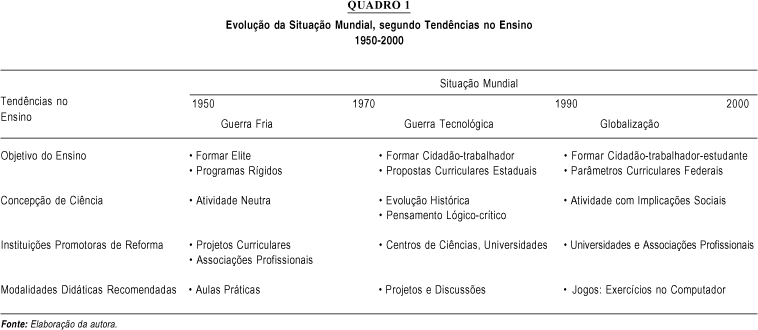 QUADRO 1
Evolução da Situação Mundial, segundo Tendências no Ensino
1950-2000
Situação Mundial
Tendências no Ensino
1950 1970 1990 2000
Guerra Fria Guerra Tecnológica Globalização
Objetivo do Ensino • Formar Elite • Formar Cidadão-trabalhador • Formar Cidadão-trabalhador-estudante
• Programas Rígidos • Propostas Curriculares Estaduais • Parâmetros Curriculares Federais
Concepção de Ciência • Atividade Neutra • Evolução Histórica • Atividade com Implicações Sociais
• Pensamento Lógico-crítico
Instituições Promotoras de Reforma • Projetos Curriculares • Centros de Ciências, Universidades • Universidades e Associações Profissionais
• Associações Profissionais
Modalidades Didáticas Recomendadas • Aulas Práticas • Projetos e Discussões • Jogos: Exercícios no Computador
Fonte: Elaboração da autora.